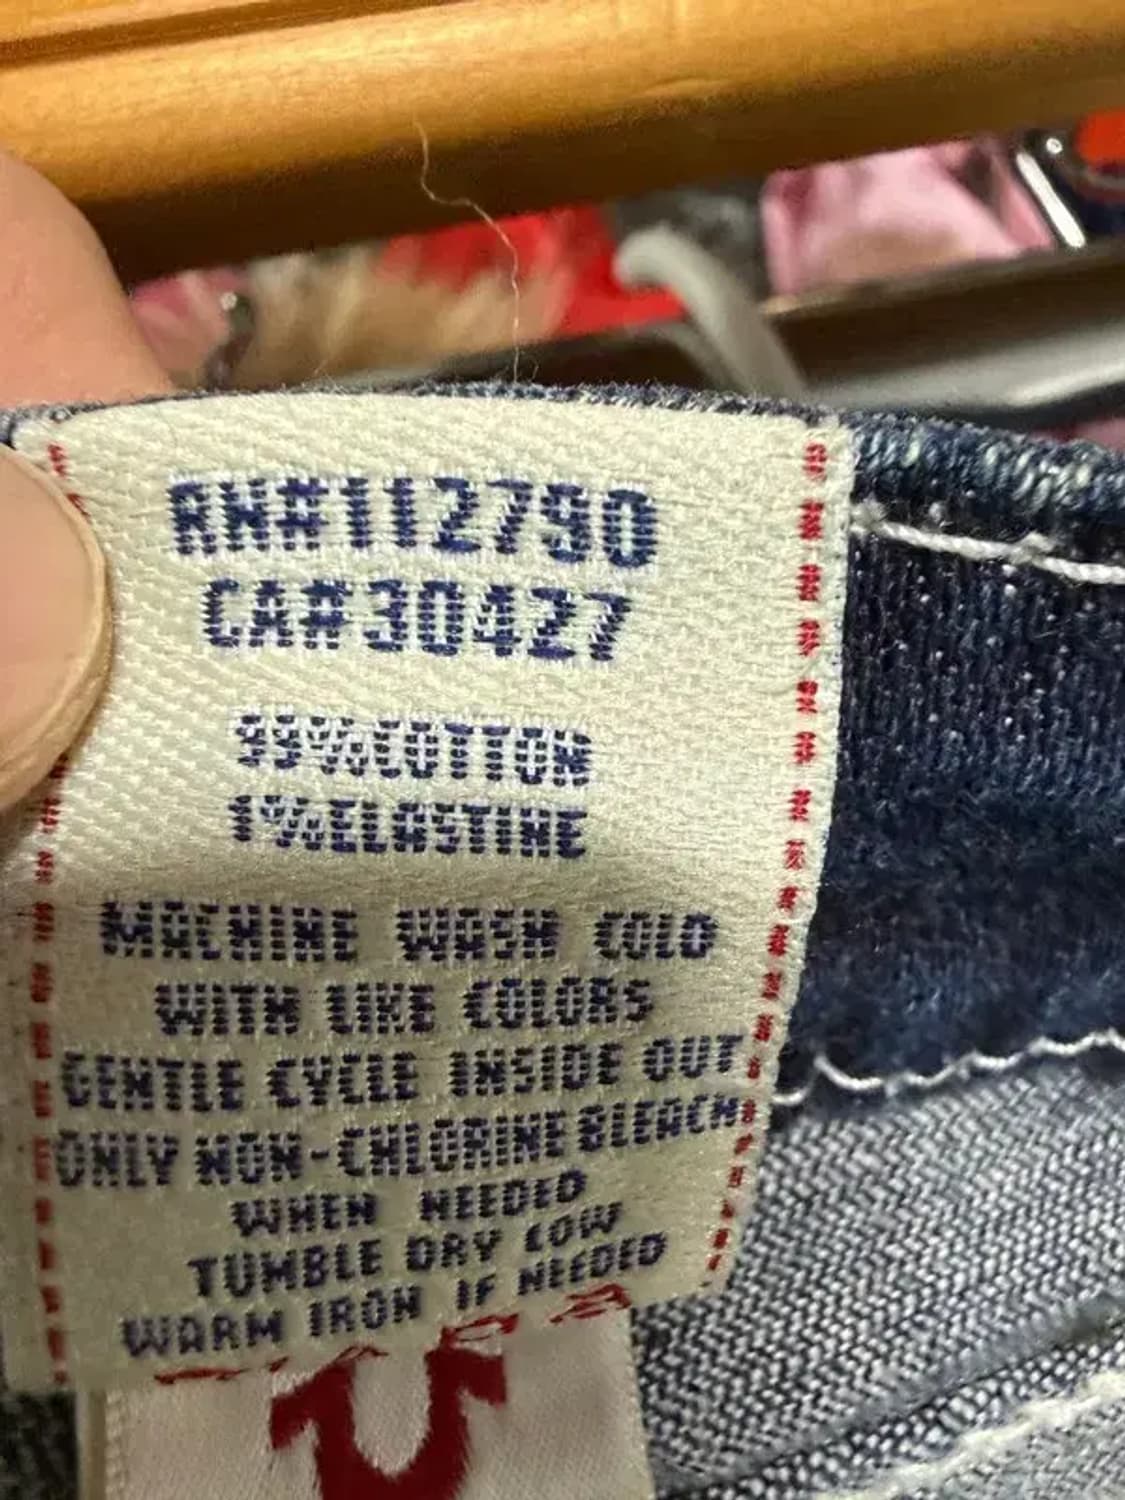 RN#112790
CA#30427
99%COTTON
1%ELASTINE
MACHINE WASH COLD
WITH LIKE COLORS
GENTLE CYCLE INSIDE OUT
ONLY NON-CHLORINE BLEACH
WHEN NEEDED
TUMBLE DRY LOW
WARM IRON IF NEEDED